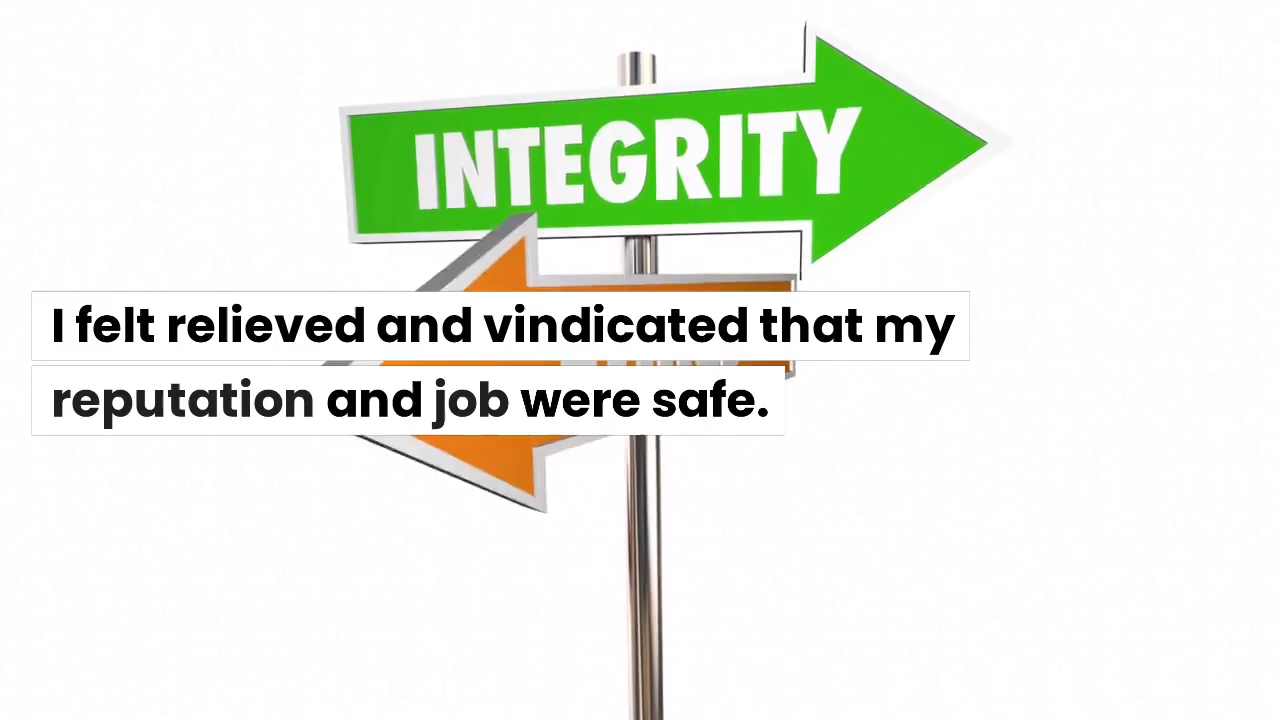 INTEGRITY
I felt relieved and vindicated that my
reputation and job were safe.